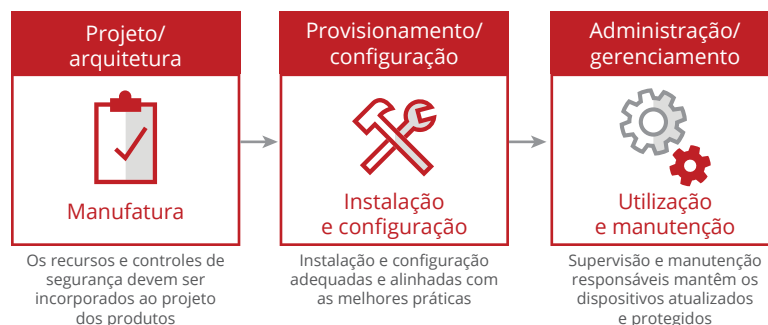 Projeto/
arquitetura
Manufatura
Os recursos e controles de
segurança devem ser
incorporados ao projeto
dos produtos
Provisionamento/
configuração
Instalação
e configuração
Instalação e configuração
adequadas e alinhadas com
as melhores práticas
Administração/
gerenciamento
Utilização
e manutenção
Supervisão e manutenção
responsáveis mantêm os
dispositivos atualizados
e protegidos